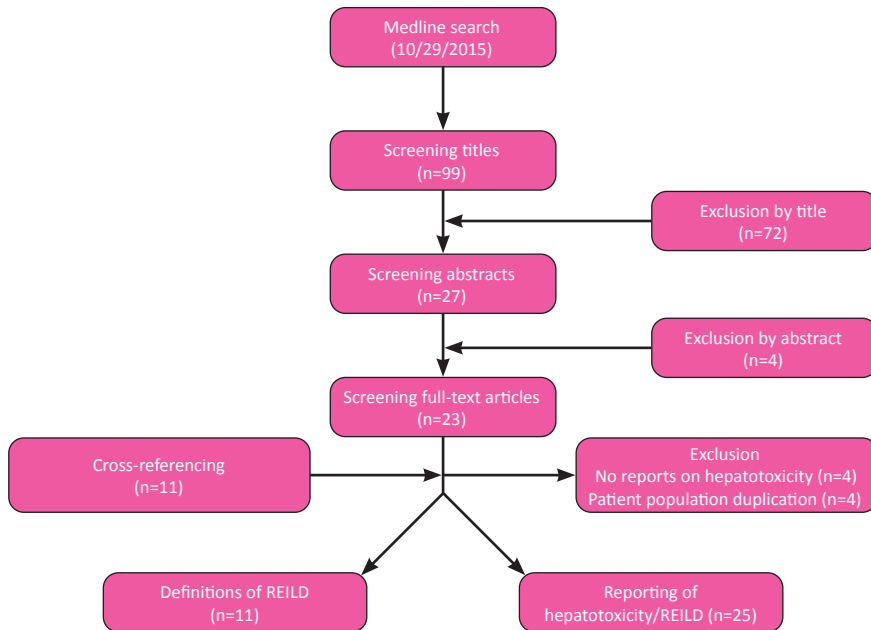 Medline search
(10/29/2015)
Screening titles
(n=99)
Exclusion by title
(n=72)
Screening abstracts
(n=27)
Exclusion by abstract
(n=4)
Screening full-text articles
(n=23)
Cross-referencing
(n=11)
Exclusion
No reports on hepatotoxicity (n=4)
Patient population duplication (n=4)
Definitions of REILD
(n=11)
Reporting of
hepatotoxicity/REILD (n=25)